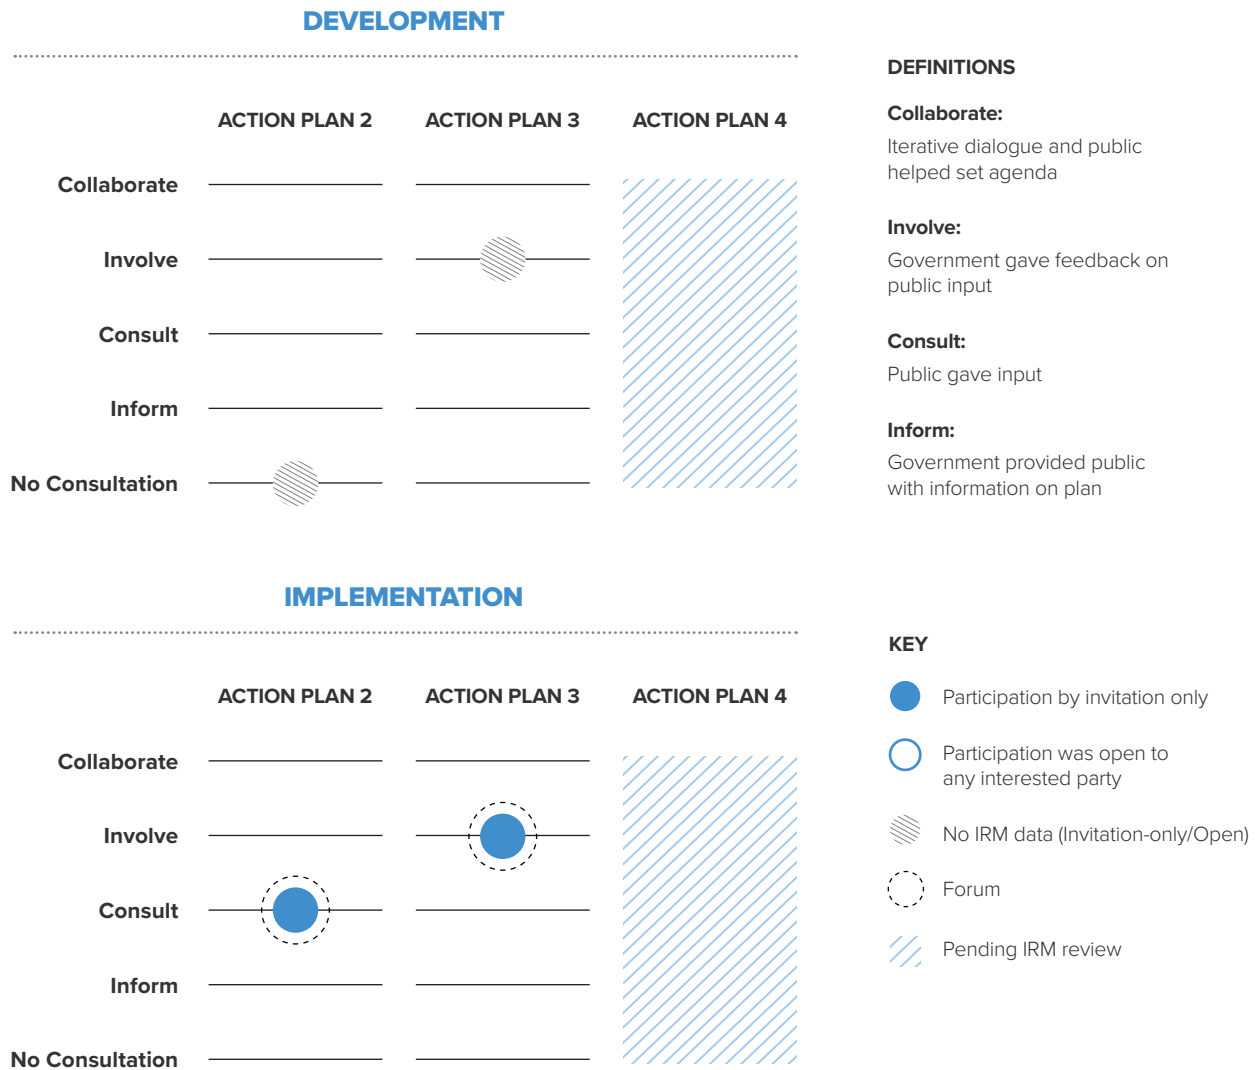 DEVELOPMENT
ACTION PLAN 2 ACTION PLAN 3 ACTION PLAN 4
Collaborate
Involve
Consult
Inform
No Consultation
DEFINITIONS
Collaborate:
Iterative dialogue and public
helped set agenda
Involve:
Government gave feedback on
public input
Consult:
Public gave input
Inform:
Government provided public
with information on plan
IMPLEMENTATION
ACTION PLAN 2 ACTION PLAN 3 ACTION PLAN 4
Collaborate
Involve
Consult
Inform
No Consultation
KEY
Participation by invitation only
Participation was open to
any interested party
No IRM data (Invitation-only/Open)
Forum
Pending IRM review